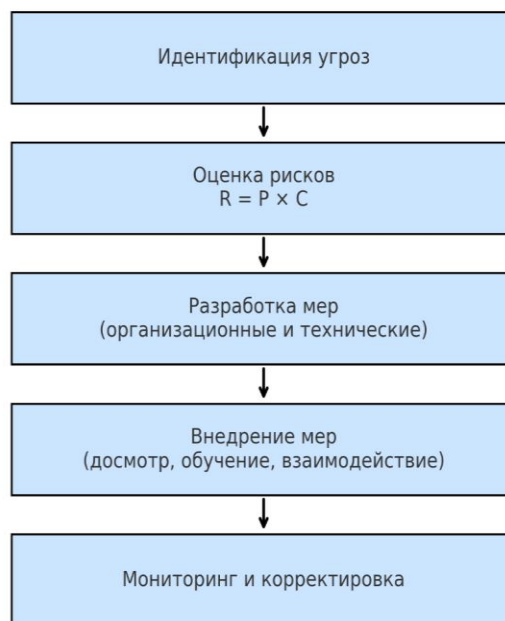 Идентификация угроз
Оценка рисков
R = P × C
Разработка мер
(организационные и технические)
Внедрение мер
(досмотр, обучение, взаимодействие)
Мониторинг и корректировка